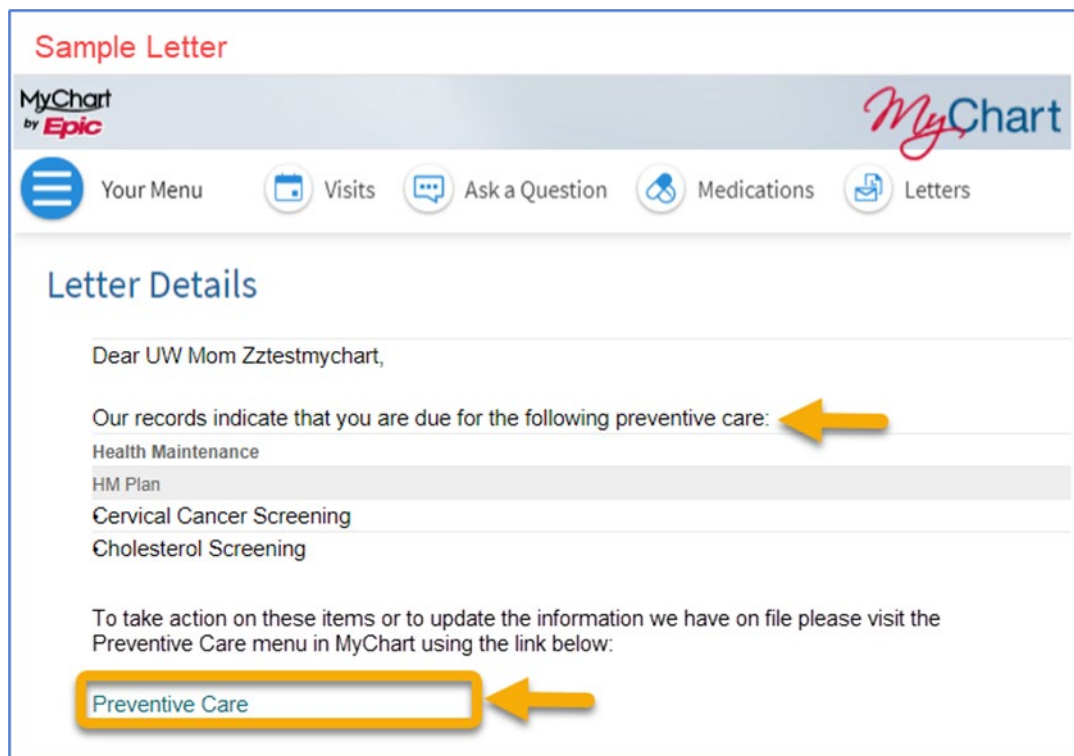 Sample Letter
MyChart
by Epic
MyChart
Your Menu Visits Ask a Question Medications Letters
Letter Details
Dear UW Mom Zztestmychart,
Our records indicate that you are due for the following preventive care:
Health Maintenance
HM Plan
Cervical Cancer Screening
Cholesterol Screening
To take action on these items or to update the information we have on file please visit the
Preventive Care menu in MyChart using the link below:
Preventive Care